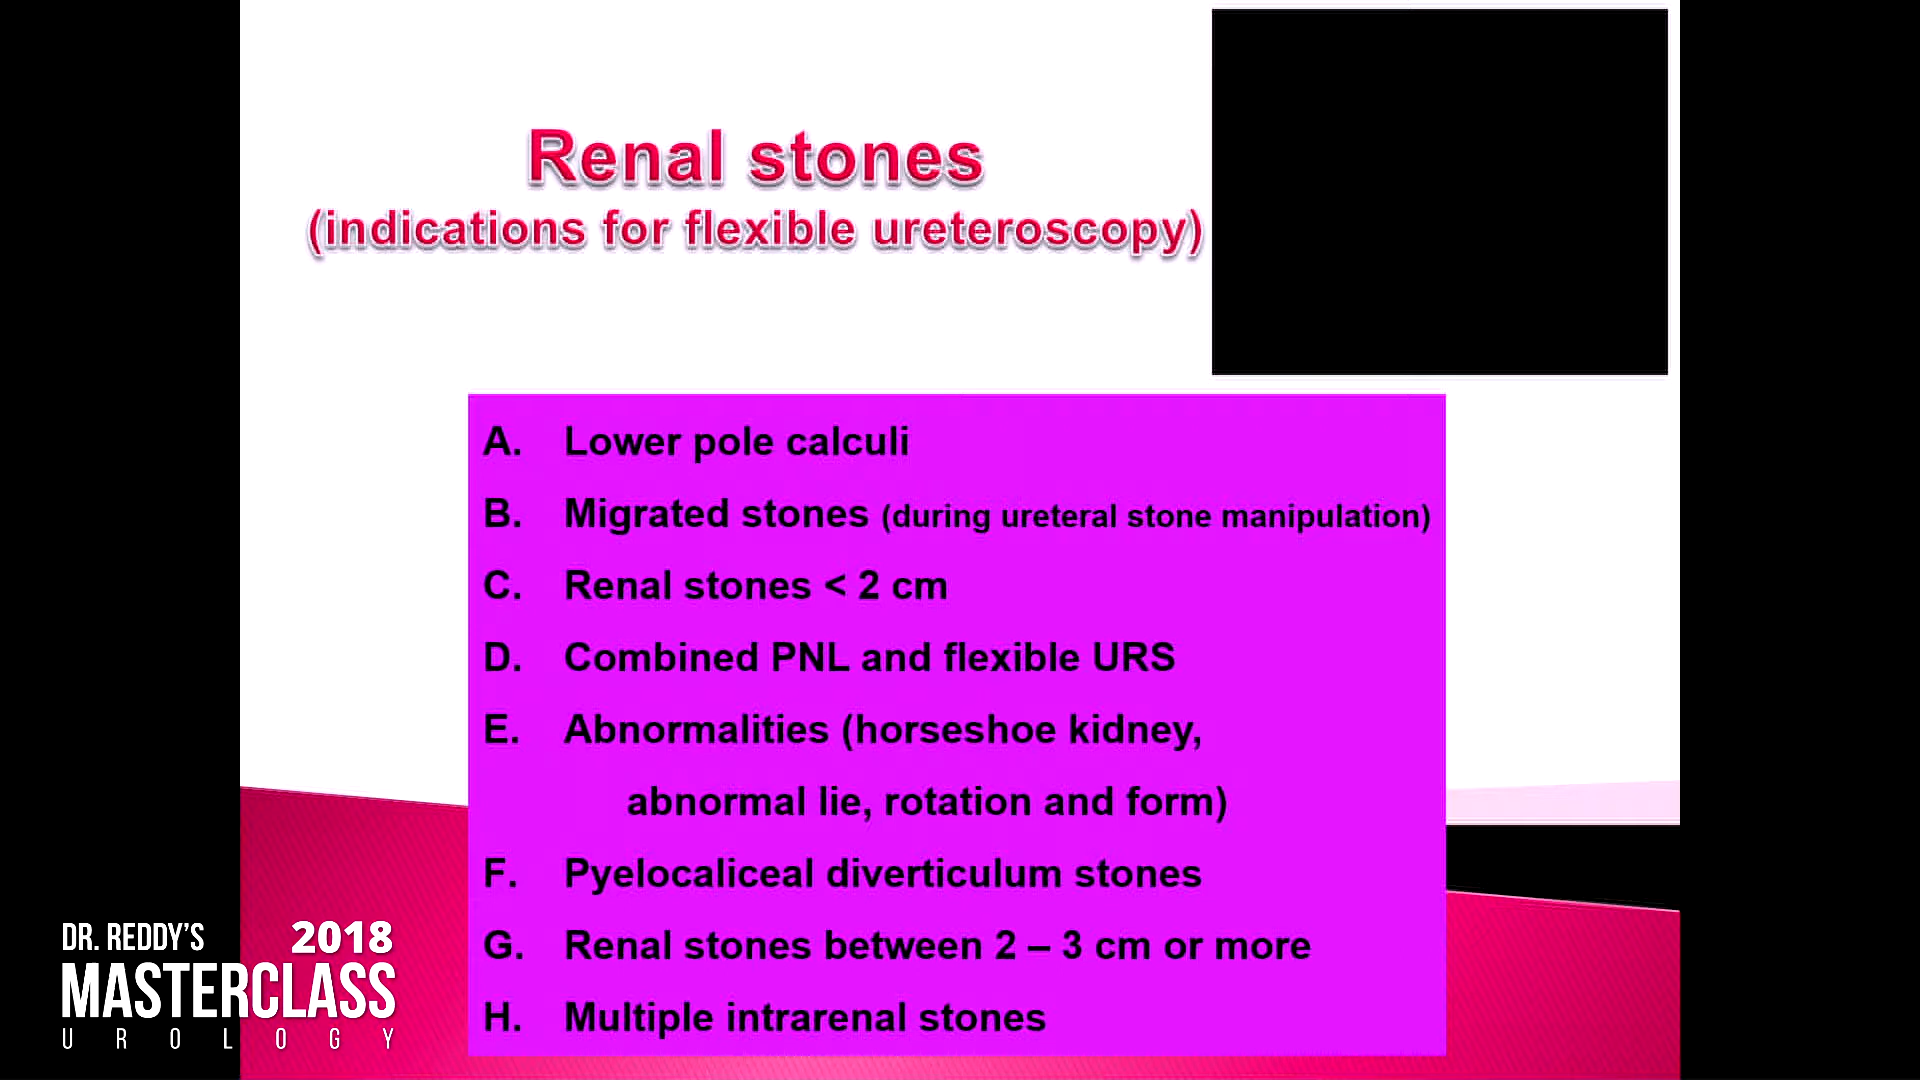 Renal stones
(indications for flexible ureteroscopy)
A. Lower pole calculi
B. Migrated stones (during ureteral stone manipulation)
C. Renal stones < 2 cm
D. Combined PNL and flexible URS
E. Abnormalities (horseshoe kidney,
abnormal lie, rotation and form)
F. Pyelocaliceal diverticulum stones
G. Renal stones between 2 – 3 cm or more
H. Multiple intrarenal stones
DR. REDDY'S 2018
MASTERCLASS
UROLOGY